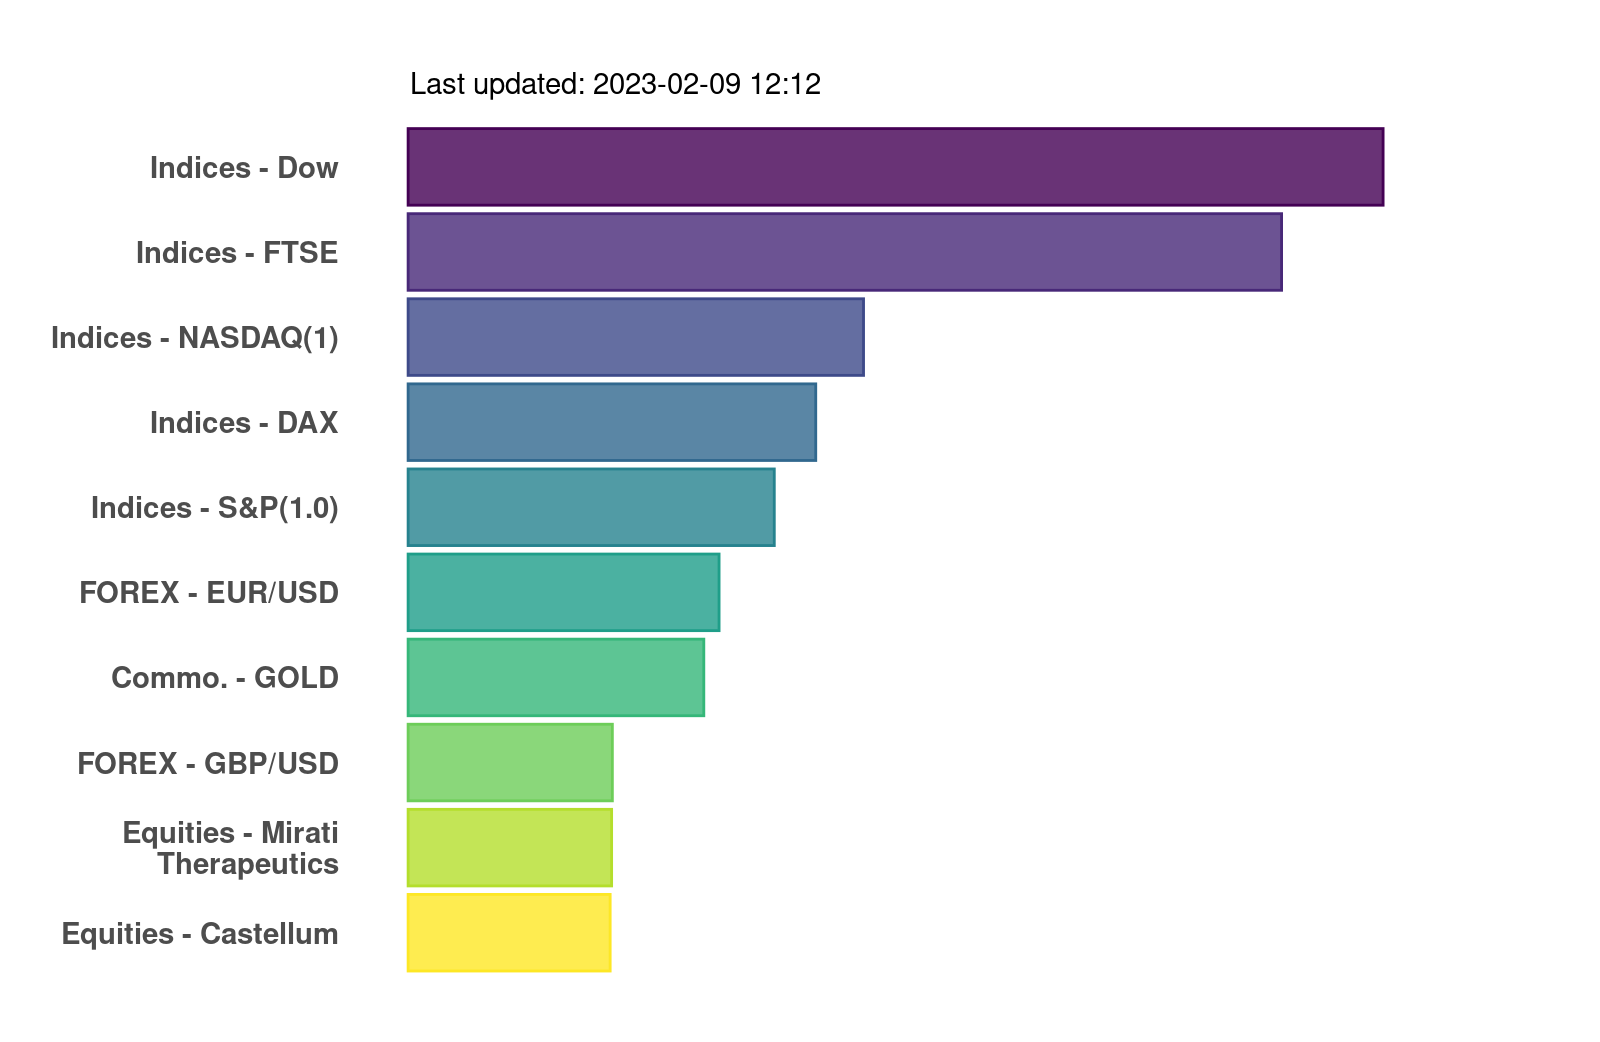 Last updated: 2023-02-09 12:12
Indices - Dow
Indices - FTSE
Indices - NASDAQ(1)
Indices - DAX
Indices - S&P(1.0)
FOREX - EUR/USD
Commo. - GOLD
FOREX - GBP/USD
Equities - Mirati
Therapeutics
Equities - Castellum